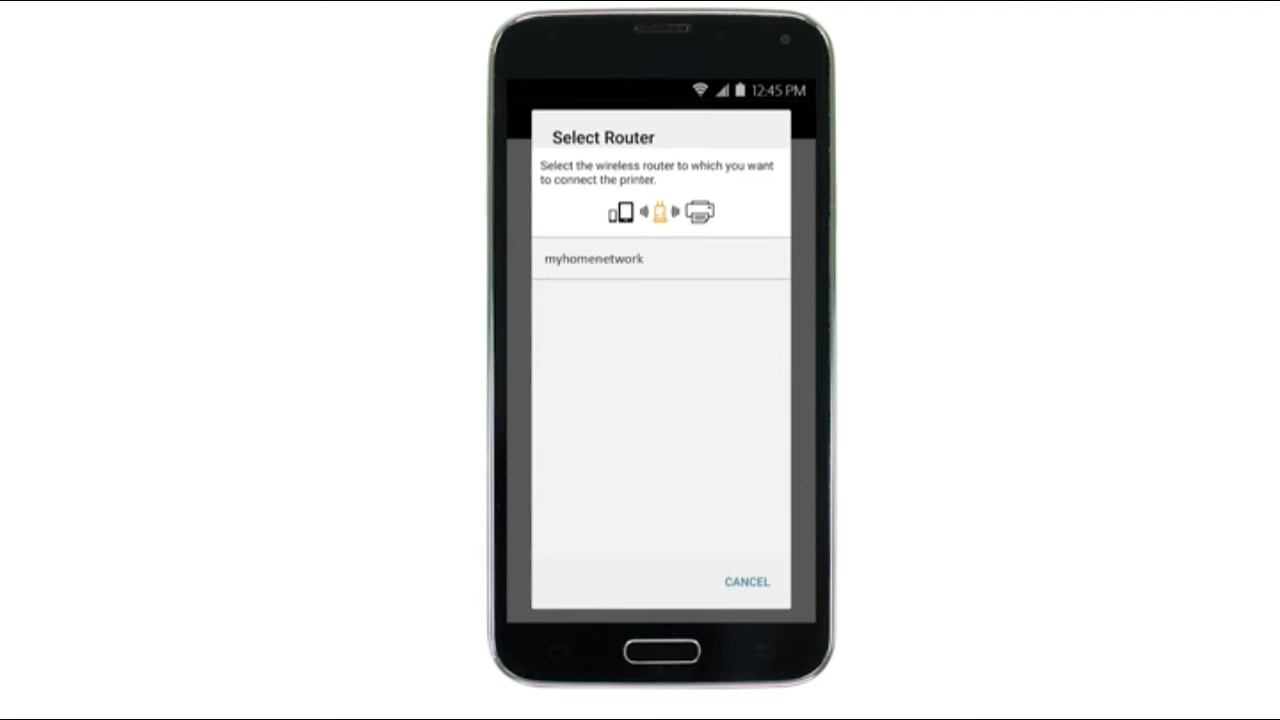 12:45 PM
Select Router
Select the wireless router to which you want
to connect the printer.
myhomenetwork
CANCEL